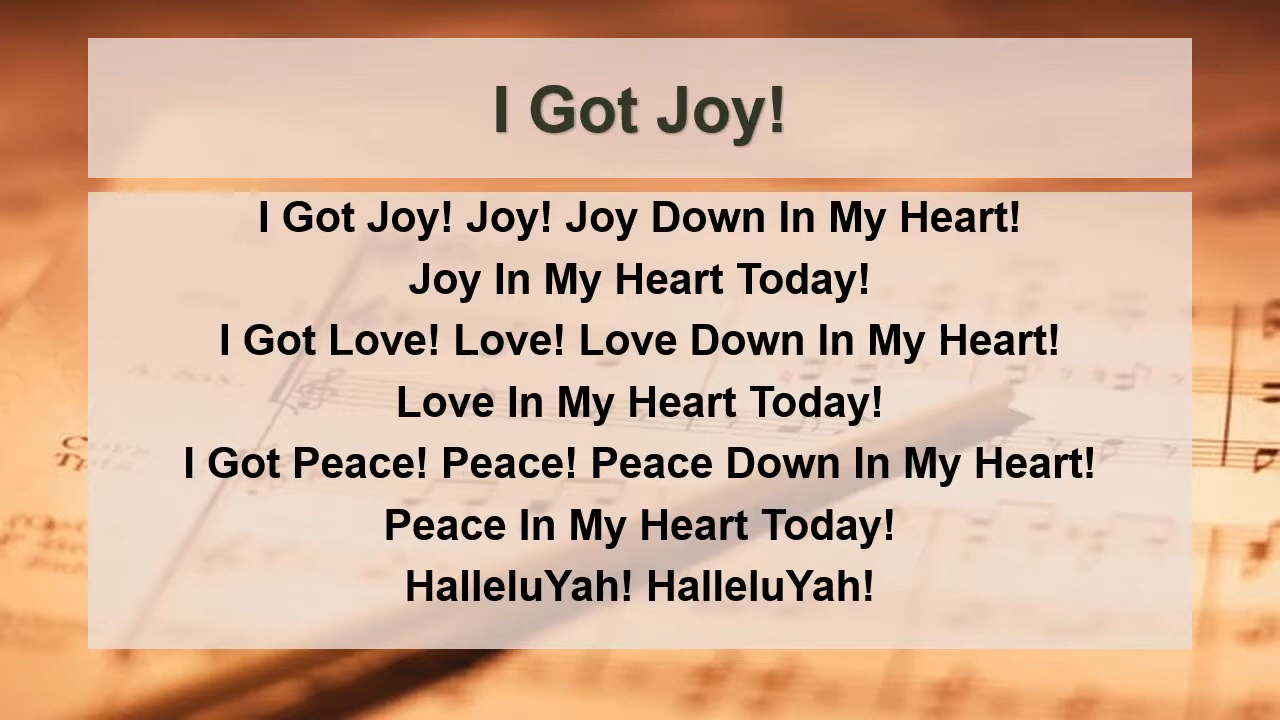 I Got Joy!
I Got Joy! Joy! Joy Down In My Heart!
Joy In My Heart Today!
I Got Love! Love! Love Down In My Heart!
Love In My Heart Today!
I Got Peace! Peace! Peace Down In My Heart!
Peace In My Heart Today!
HalleluYah! HalleluYah!